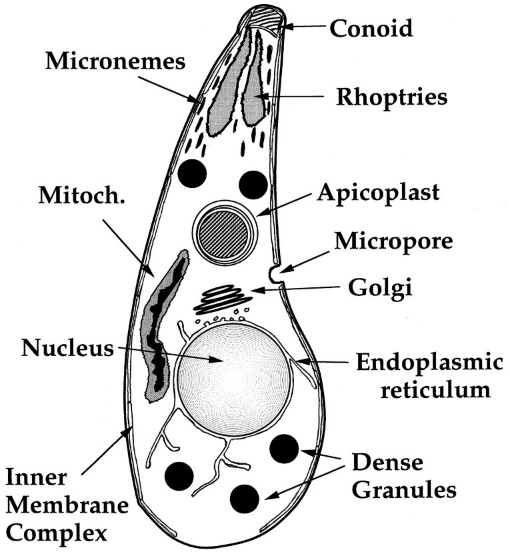 Conoid
Micronemes
Rhoptries
Mitoch.
Apicoplast
Micropore
Golgi
Nucleus
Endoplasmic
reticulum
Inner
Membrane
Complex
Dense
Granules